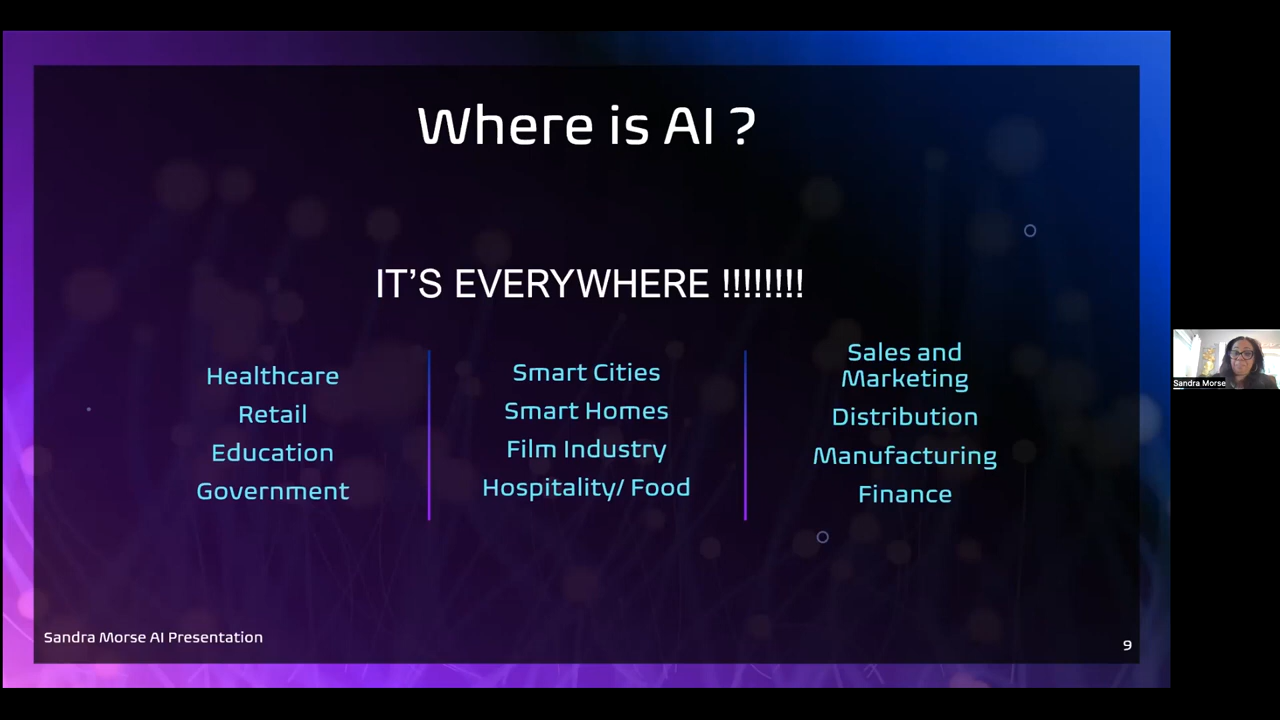 Where is AI ?
IT’S EVERYWHERE !!!!!!!!
Healthcare
Retail
Education
Government
Smart Cities
Smart Homes
Film Industry
Hospitality/ Food
Sales and
Marketing
Distribution
Manufacturing
Finance
Sandra Morse AI Presentation
9
Sandra Morse